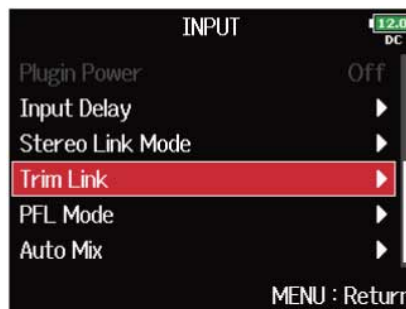 INPUT
12.0
DC
Plugin Power Off
Input Delay
Stereo Link Mode
Trim Link
PFL Mode
Auto Mix
MENU : Return